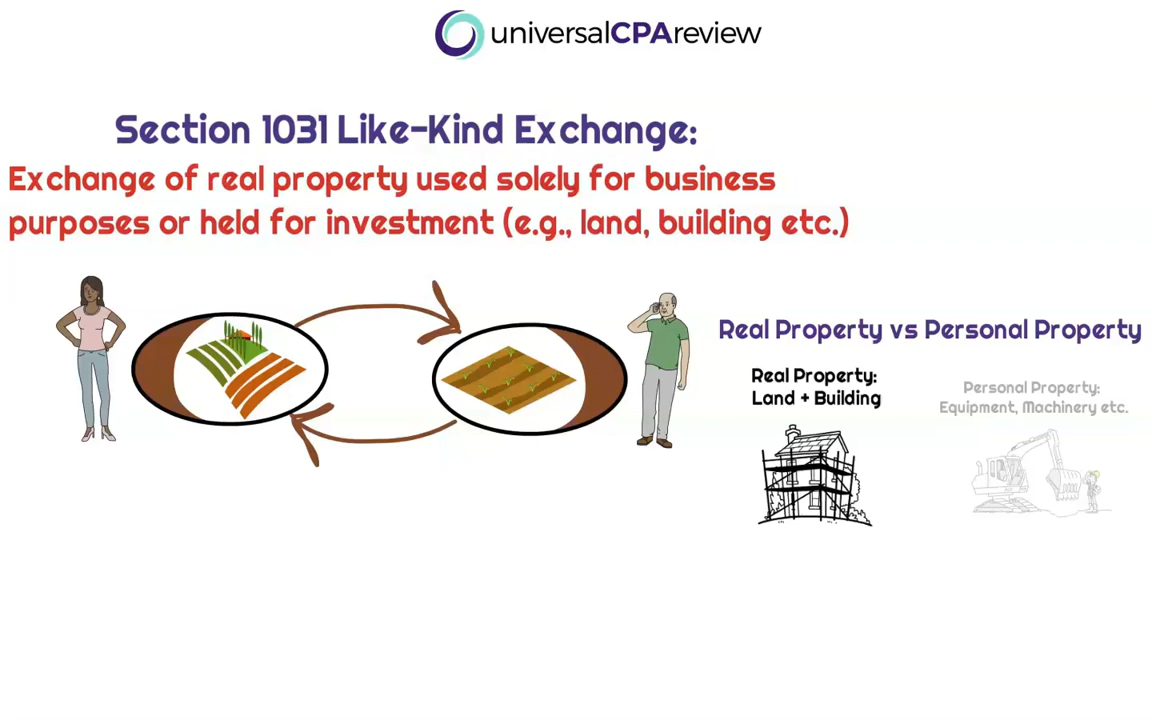 universalCPAreview
Section 1031 Like-Kind Exchange:
Exchange of real property used solely for business
purposes or held for investment (e.g., land, building etc.)
Real Property vs Personal Property
Real Property:
Land + Building
Personal Property:
Equipment, Machinery etc.